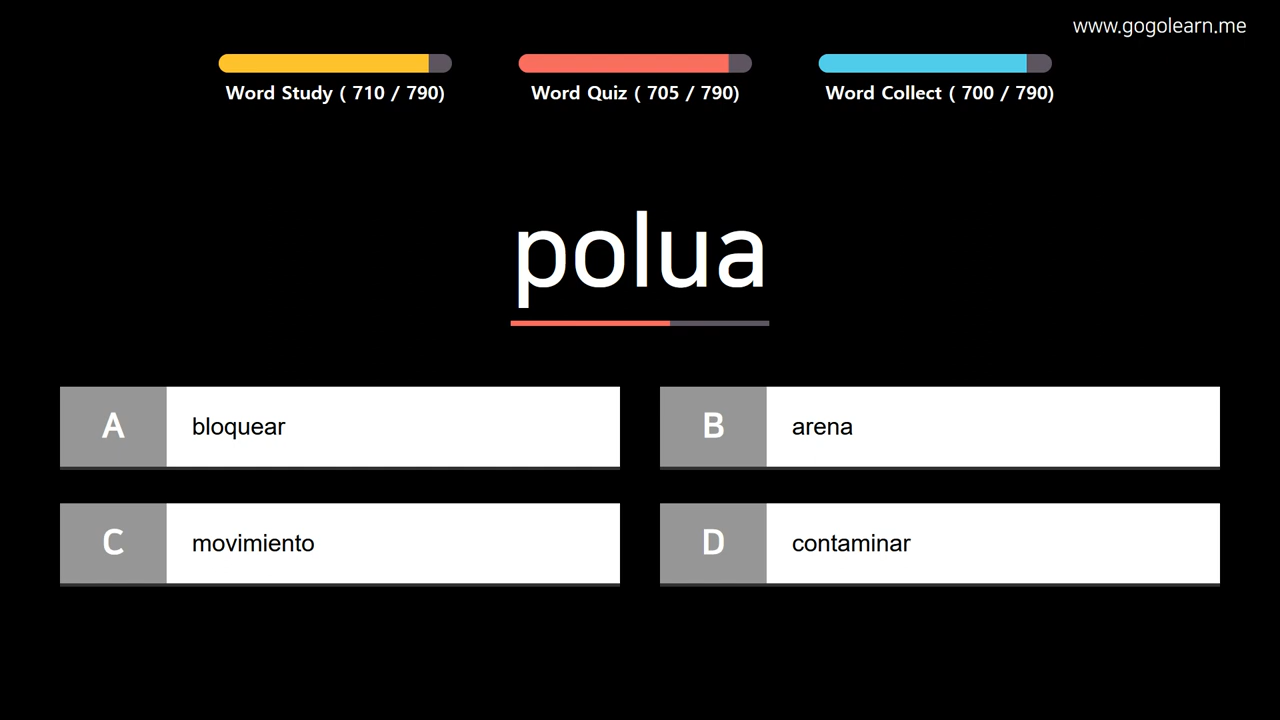 www.gogolearn.me
Word Study ( 710 / 790)
Word Quiz ( 705 / 790)
Word Collect ( 700 / 790)
polua
A bloquear
B arena
C movimiento
D contaminar